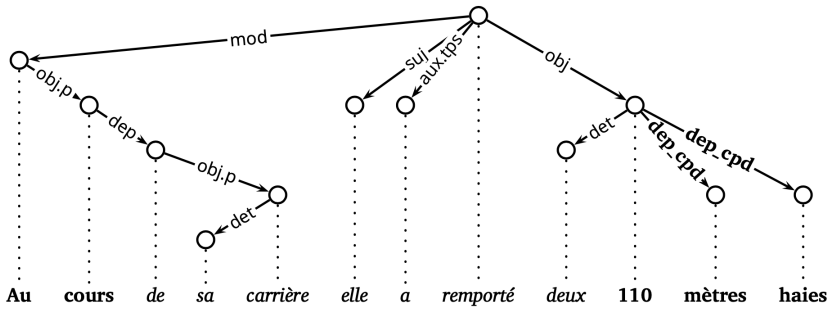 mod
suj
aux.tps
obj
obj.p
dep
obj.p
det
det
dep_cpd
dep_cpd
Au cours de sa carrière elle a remporté deux 110 mètres haies